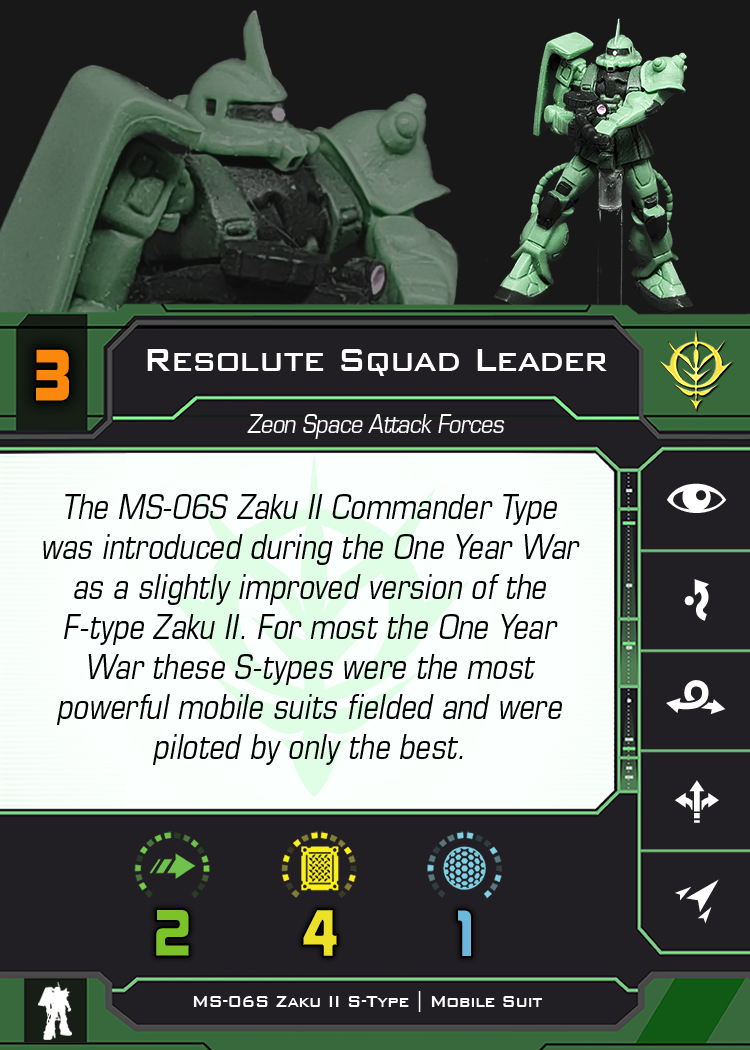 3
Resolute Squad Leader
Zeon Space Attack Forces
The MS-06S Zaku II Commander Type
was introduced during the One Year War
as a slightly improved version of the
F-type Zaku II. For most the One Year
War these S-types were the most
powerful mobile suits fielded and were
piloted by only the best.
2 4 1
MS-06S Zaku II S-Type | Mobile Suit